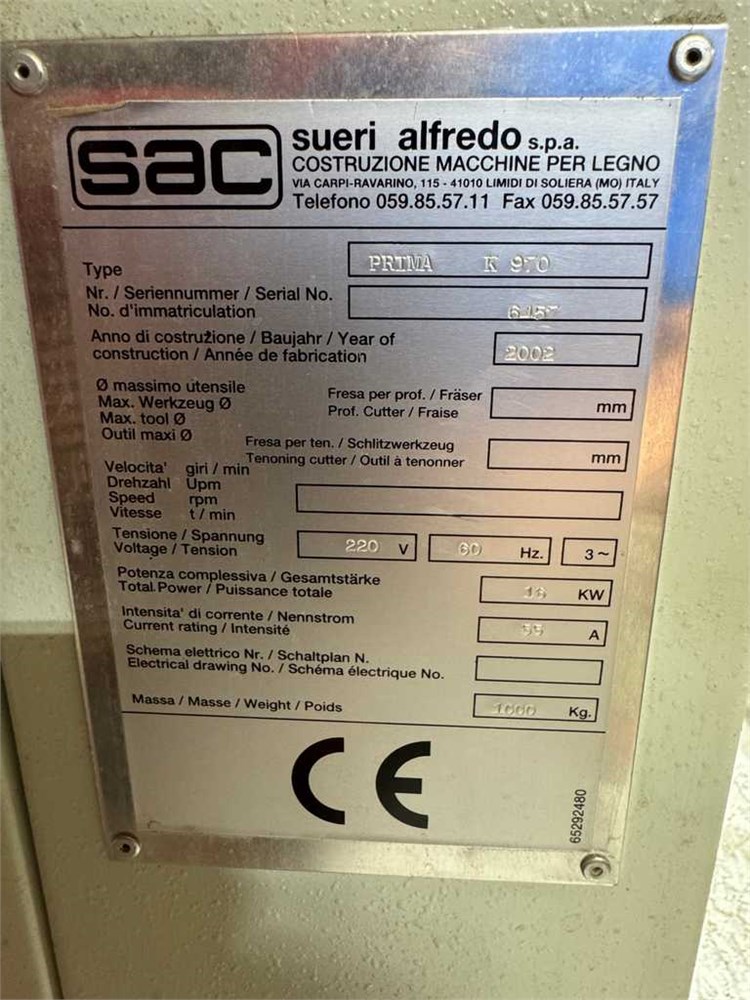 sac
sueri alfredo s.p.a.
COSTRUZIONE MACCHINE PER LEGNO
VIA CARPI-RAVARINO, 115 - 41010 LIMIDI DI SOLIERA (MO) ITALY
Telefono 059.85.57.11 Fax 059.85.57.57
Type PRIMA K 970
Nr. / Seriennummer / Serial No.
No. d'immatriculation
Anno di costruzione / Baujahr / Year of
construction / Année de fabrication 2002
Ø massimo utensile
Max. Werkzeug Ø
Max. tool Ø
Outil maxi Ø
Fresa per prof. / Fräser
Prof. Cutter / Fraise mm
Fresa per ten. / Schlitzwerkzeug
Tenoning cutter / Outil à tenonner mm
Velocita' giri / min
Drehzahl Upm
Speed rpm
Vitesse t / min
Tensione / Spannung
Voltage / Tension 220 V 60 Hz. 3~
Potenza complessiva / Gesamtstärke
Total Power / Puissance totale KW
Intensita' di corrente / Nennstrom
Current rating / Intensité A
Schema elettrico Nr. / Schaltplan N.
Electrical drawing No. / Schéma électrique No.
Massa / Masse / Weight / Poids Kg.
CE
65292480